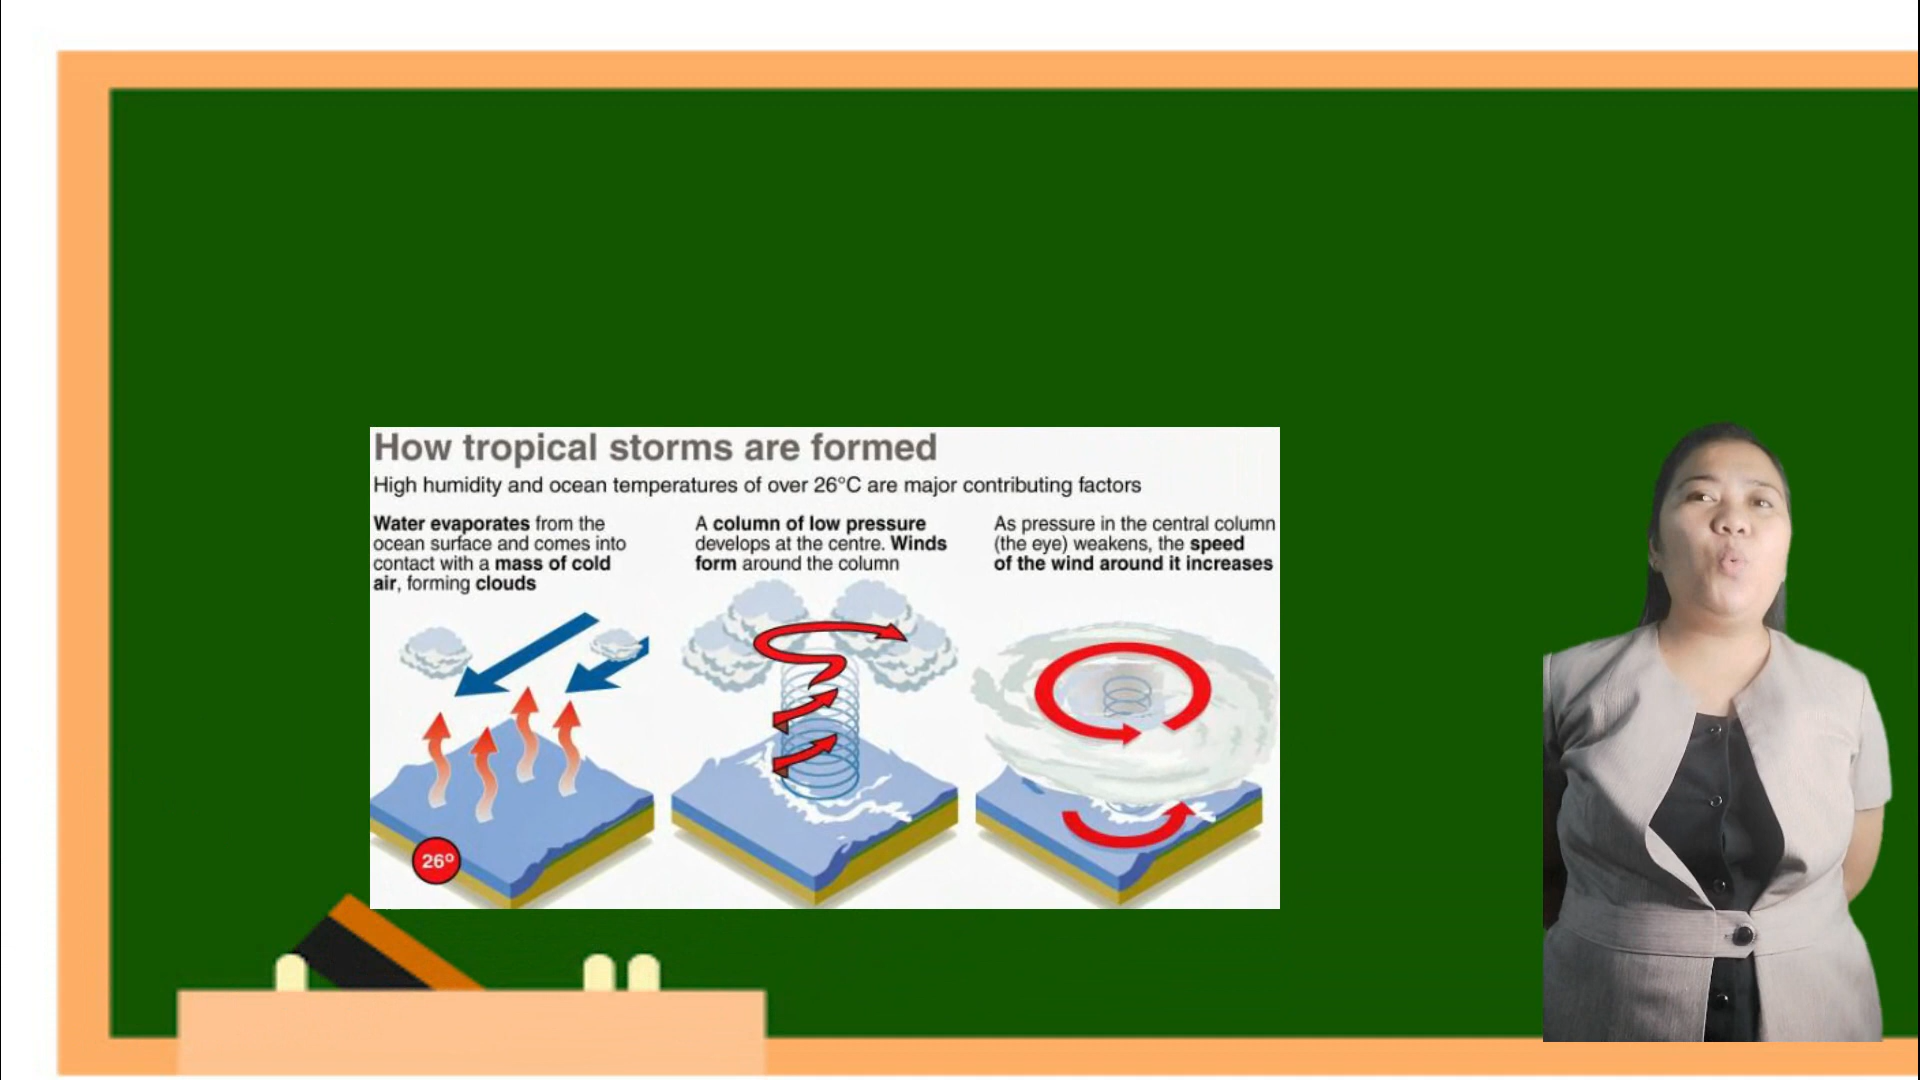 How tropical storms are formed
High humidity and ocean temperatures of over 26°C are major contributing factors
Water evaporates from the
ocean surface and comes into
contact with a mass of cold
air, forming clouds
A column of low pressure
develops at the centre. Winds
form around the column
As pressure in the central column
(the eye) weakens, the speed
of the wind around it increases
26º